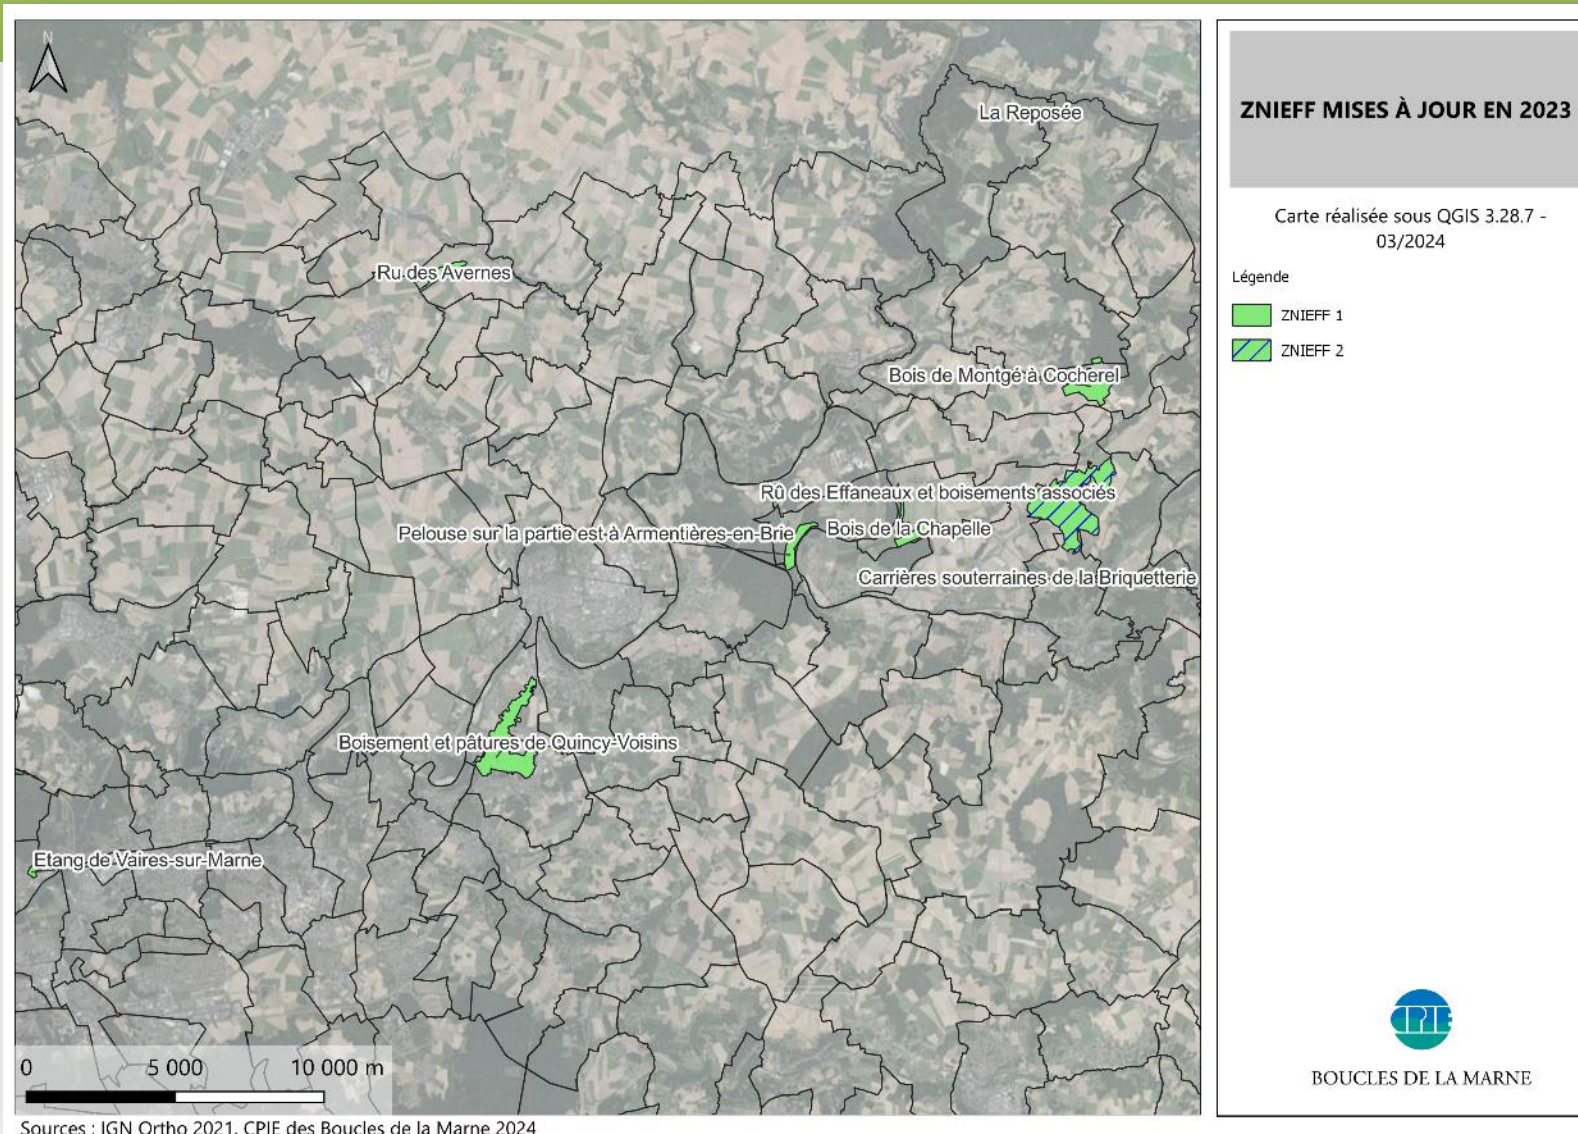 N
La Reposée
Ru des Avernes
Bois de Montgé à Cocherel
Rû des Effaneaux et boisements associés
Pelouse sur la partie est à Armentières-en-Brie
Bois de la Chapelle
Carrières souterraines de la Briquetterie
Boisement et pâtures de Quincy-Voisins
Etang de Vaires-sur-Marne
0 5 000 10 000 m
Sources : IGN Ortho 2021, CPIE des Boucles de la Marne 2024
ZNIEFF MISES À JOUR EN 2023
Carte réalisée sous QGIS 3.28.7 -
03/2024
Légende
ZNIEFF 1
ZNIEFF 2
CPIE
BOUCLES DE LA MARNE